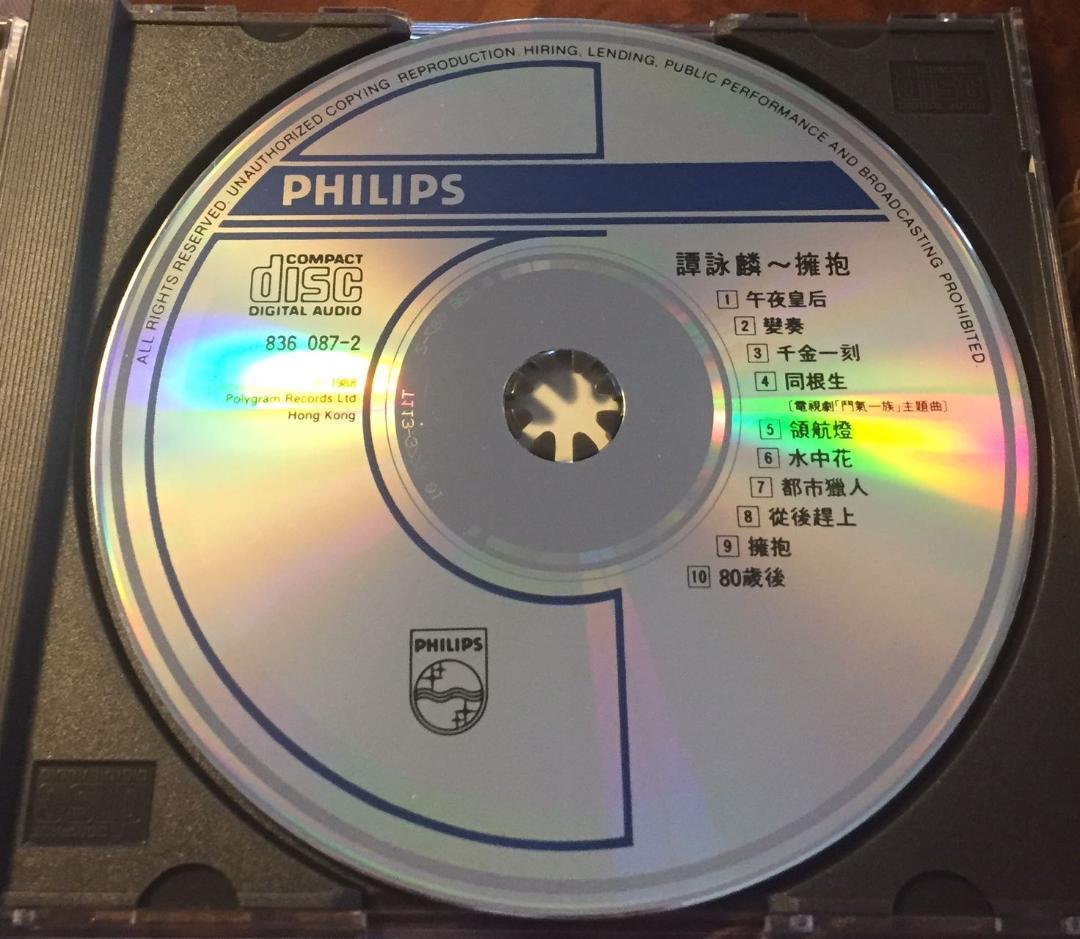 ALL RIGHTS RESERVED. UNAUTHORIZED COPYING REPRODUCTION. HIRING, LENDING, PUBLIC PERFORMANCE AND BROADCASTING PROHIBITED.
PHILIPS
COMPACT
disc
DIGITAL AUDIO
836 087-2
℗ 1988
Polygram Records Ltd
Hong Kong
譚詠麟～擁抱
1 午夜皇后
2 變奏
3 千金一刻
4 同根生
〔電視劇「鬥氣一族」主題曲〕
5 領航燈
6 水中花
7 都市獵人
8 從後趕上
9 擁抱
10 80歲後
PHILIPS